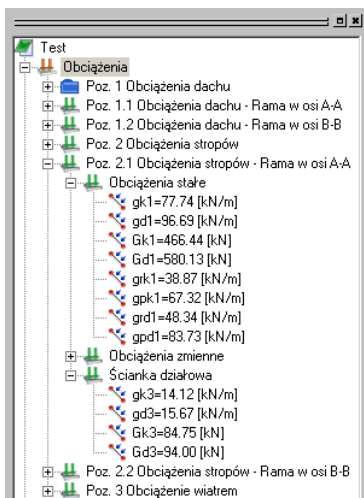 Test
Obciążenia
Poz. 1 Obciążenia dachu
Poz. 1.1 Obciążenia dachu - Rama w osi A-A
Poz. 1.2 Obciążenia dachu - Rama w osi B-B
Poz. 2 Obciążenia stropów
Poz. 2.1 Obciążenia stropów - Rama w osi A-A
Obciążenia stałe
gk1=77.74 [kN/m]
gd1=96.69 [kN/m]
Gk1=466.44 [kN]
Gd1=580.13 [kN]
grk1=38.87 [kN/m]
gpk1=67.32 [kN/m]
grd1=48.34 [kN/m]
gpd1=83.73 [kN/m]
Obciążenia zmienne
Ścianka działowa
gk3=14.12 [kN/m]
gd3=15.67 [kN/m]
Gk3=84.75 [kN]
Gd3=94.00 [kN]
Poz. 2.2 Obciążenia stropów - Rama w osi B-B
Poz. 3 Obciążenie wiatrem